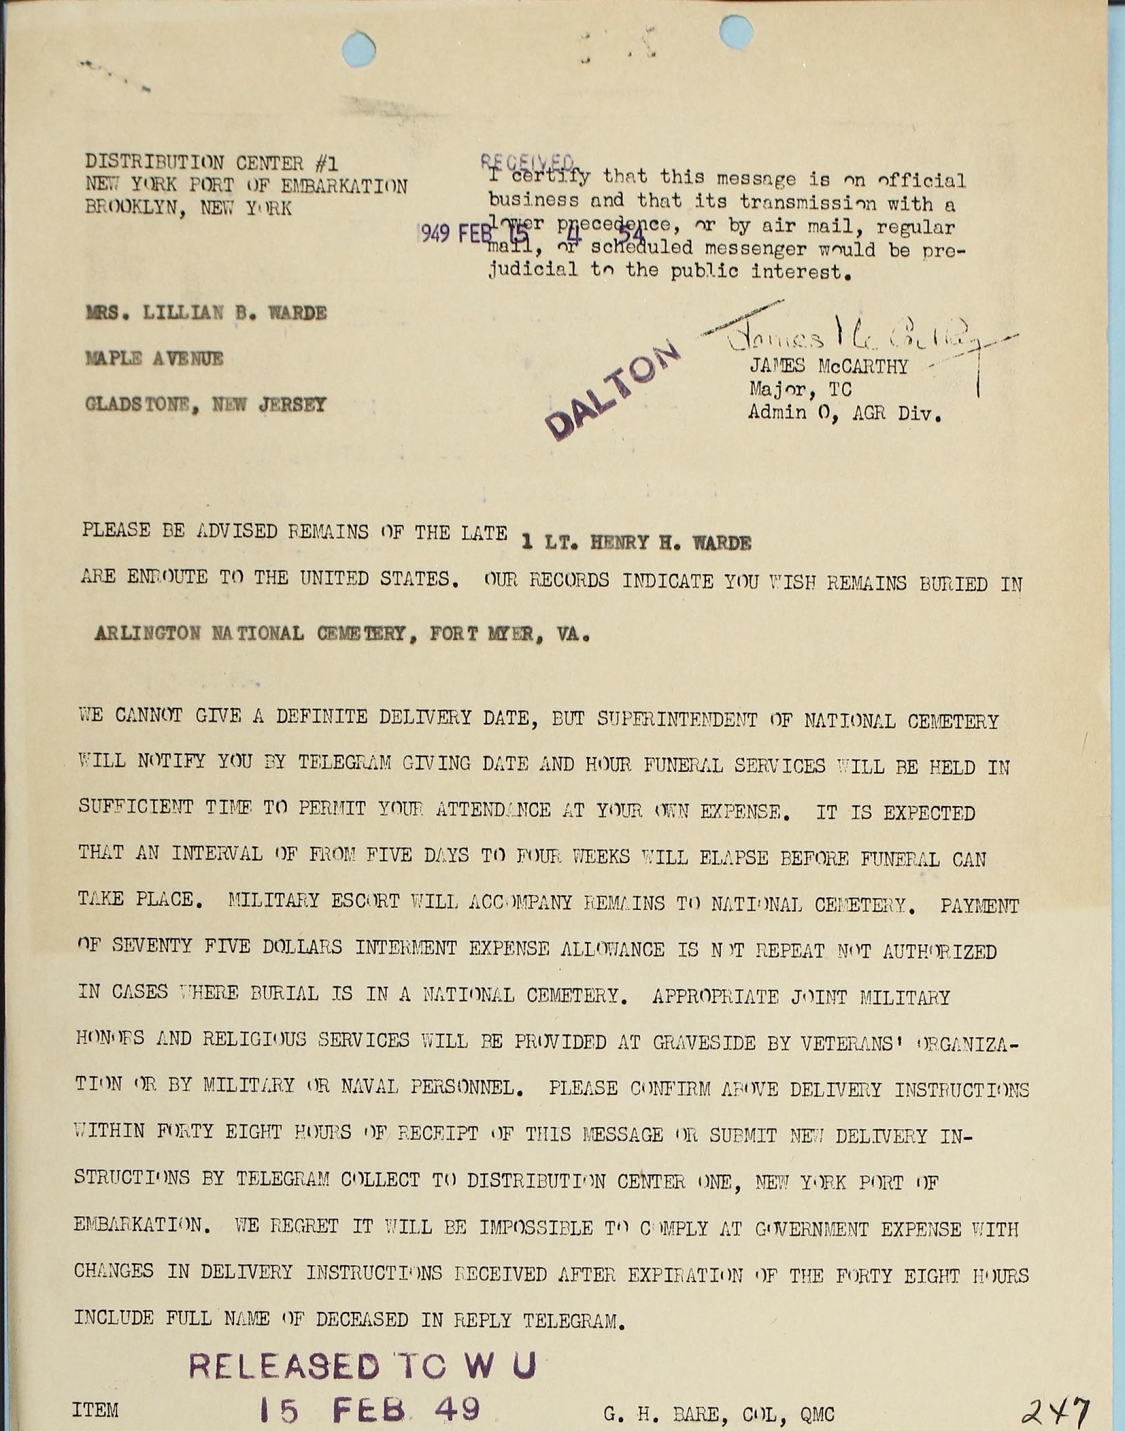 DISTRIBUTION CENTER #1
NEW YORK PORT OF EMBARKATION
BROOKLYN, NEW YORK
RECEIVED
1949 FEB 15 4 54
I certify that this message is on official
business and that its transmission with a
lower precedence, or by air mail, regular
mail, or scheduled messenger would be pre-
judicial to the public interest.
MRS. LILLIAN B. WARDE
MAPLE AVENUE
GLADSTONE, NEW JERSEY
DALTON
James McCarthy
JAMES McCARTHY
Major, TC
Admin O, AGR Div.
PLEASE BE ADVISED REMAINS OF THE LATE 1 LT. HENRY H. WARDE
ARE ENROUTE TO THE UNITED STATES. OUR RECORDS INDICATE YOU WISH REMAINS BURIED IN
ARLINGTON NATIONAL CEMETERY, FORT MYER, VA.
WE CANNOT GIVE A DEFINITE DELIVERY DATE, BUT SUPERINTENDENT OF NATIONAL CEMETERY
WILL NOTIFY YOU BY TELEGRAM GIVING DATE AND HOUR FUNERAL SERVICES WILL BE HELD IN
SUFFICIENT TIME TO PERMIT YOUR ATTENDANCE AT YOUR OWN EXPENSE. IT IS EXPECTED
THAT AN INTERVAL OF FROM FIVE DAYS TO FOUR WEEKS WILL ELAPSE BEFORE FUNERAL CAN
TAKE PLACE. MILITARY ESCORT WILL ACCOMPANY REMAINS TO NATIONAL CEMETERY. PAYMENT
OF SEVENTY FIVE DOLLARS INTERMENT EXPENSE ALLOWANCE IS NOT REPEAT NOT AUTHORIZED
IN CASES WHERE BURIAL IS IN A NATIONAL CEMETERY. APPROPRIATE JOINT MILITARY
HONORS AND RELIGIOUS SERVICES WILL BE PROVIDED AT GRAVESIDE BY VETERANS' ORGANIZA-
TION OR BY MILITARY OR NAVAL PERSONNEL. PLEASE CONFIRM ABOVE DELIVERY INSTRUCTIONS
WITHIN FORTY EIGHT HOURS OF RECEIPT OF THIS MESSAGE OR SUBMIT NEW DELIVERY IN-
STRUCTIONS BY TELEGRAM COLLECT TO DISTRIBUTION CENTER ONE, NEW YORK PORT OF
EMBARKATION. WE REGRET IT WILL BE IMPOSSIBLE TO COMPLY AT GOVERNMENT EXPENSE WITH
CHANGES IN DELIVERY INSTRUCTIONS RECEIVED AFTER EXPIRATION OF THE FORTY EIGHT HOURS
INCLUDE FULL NAME OF DECEASED IN REPLY TELEGRAM.
RELEASED TO W U
15 FEB 49
ITEM
G. H. BARE, COL, QMC
247